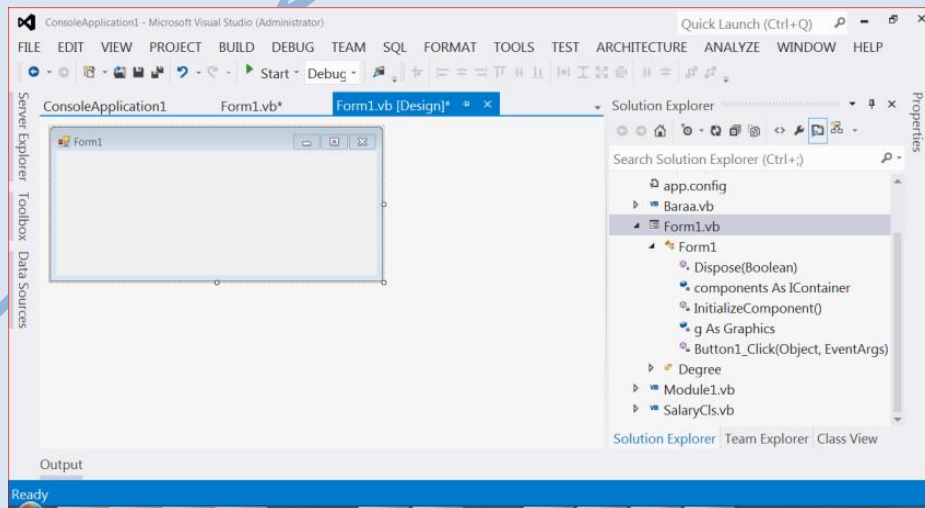 ConsoleApplication1 - Microsoft Visual Studio (Administrator)
Quick Launch (Ctrl+Q)
FILE EDIT VIEW PROJECT BUILD DEBUG TEAM SQL FORMAT TOOLS TEST ARCHITECTURE ANALYZE WINDOW HELP
Start Debug
Server Explorer
Toolbox
Data Sources
ConsoleApplication1 Form1.vb* Form1.vb [Design]*
Form1
Solution Explorer
Search Solution Explorer (Ctrl+;)
app.config
Baraa.vb
Form1.vb
Form1
Dispose(Boolean)
components As IContainer
InitializeComponent()
g As Graphics
Button1_Click(Object, EventArgs)
Degree
Module1.vb
SalaryCls.vb
Solution Explorer Team Explorer Class View
Properties
Output
Ready